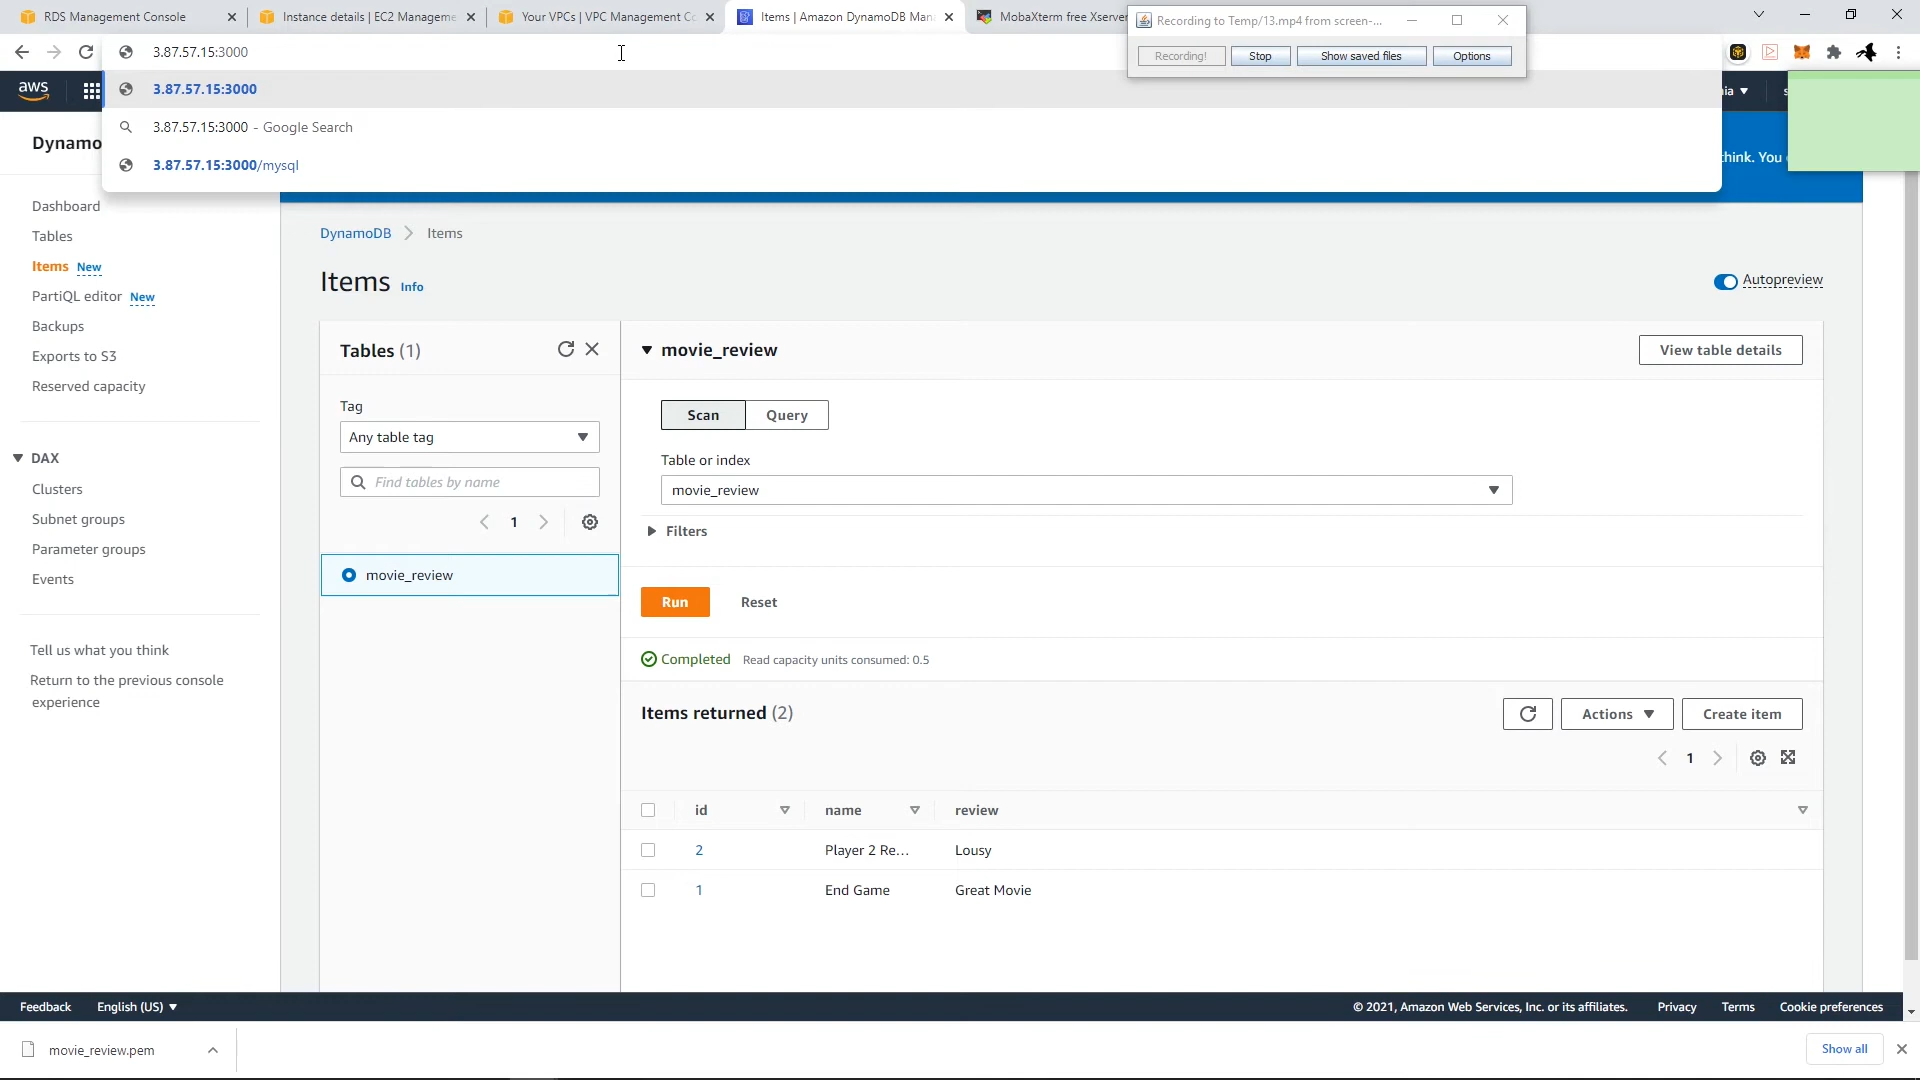 RDS Management Console
Instance details | EC2 Manageme
Your VPCs | VPC Management Co
Items | Amazon DynamoDB Man
MobaXterm free Xserver
Recording to Temp/13.mp4 from screen-...
Recording!
Stop
Show saved files
Options
3.87.57.15:3000
3.87.57.15:3000
3.87.57.15:3000 - Google Search
3.87.57.15:3000/mysql
aws
nia
s
Dynamo
think. You
Dashboard
Tables
Items New
PartiQL editor New
Backups
Exports to S3
Reserved capacity
DAX
Clusters
Subnet groups
Parameter groups
Events
Tell us what you think
Return to the previous console
experience
DynamoDB
Items
Items Info
Autopreview
Tables (1)
Tag
Any table tag
Find tables by name
1
movie_review
movie_review
View table details
Scan
Query
Table or index
movie_review
Filters
Run
Reset
Completed
Read capacity units consumed: 0.5
Items returned (2)
Actions
Create item
1
id
name
review
2
Player 2 Re...
Lousy
1
End Game
Great Movie
Feedback
English (US)
© 2021, Amazon Web Services, Inc. or its affiliates.
Privacy
Terms
Cookie preferences
movie_review.pem
Show all